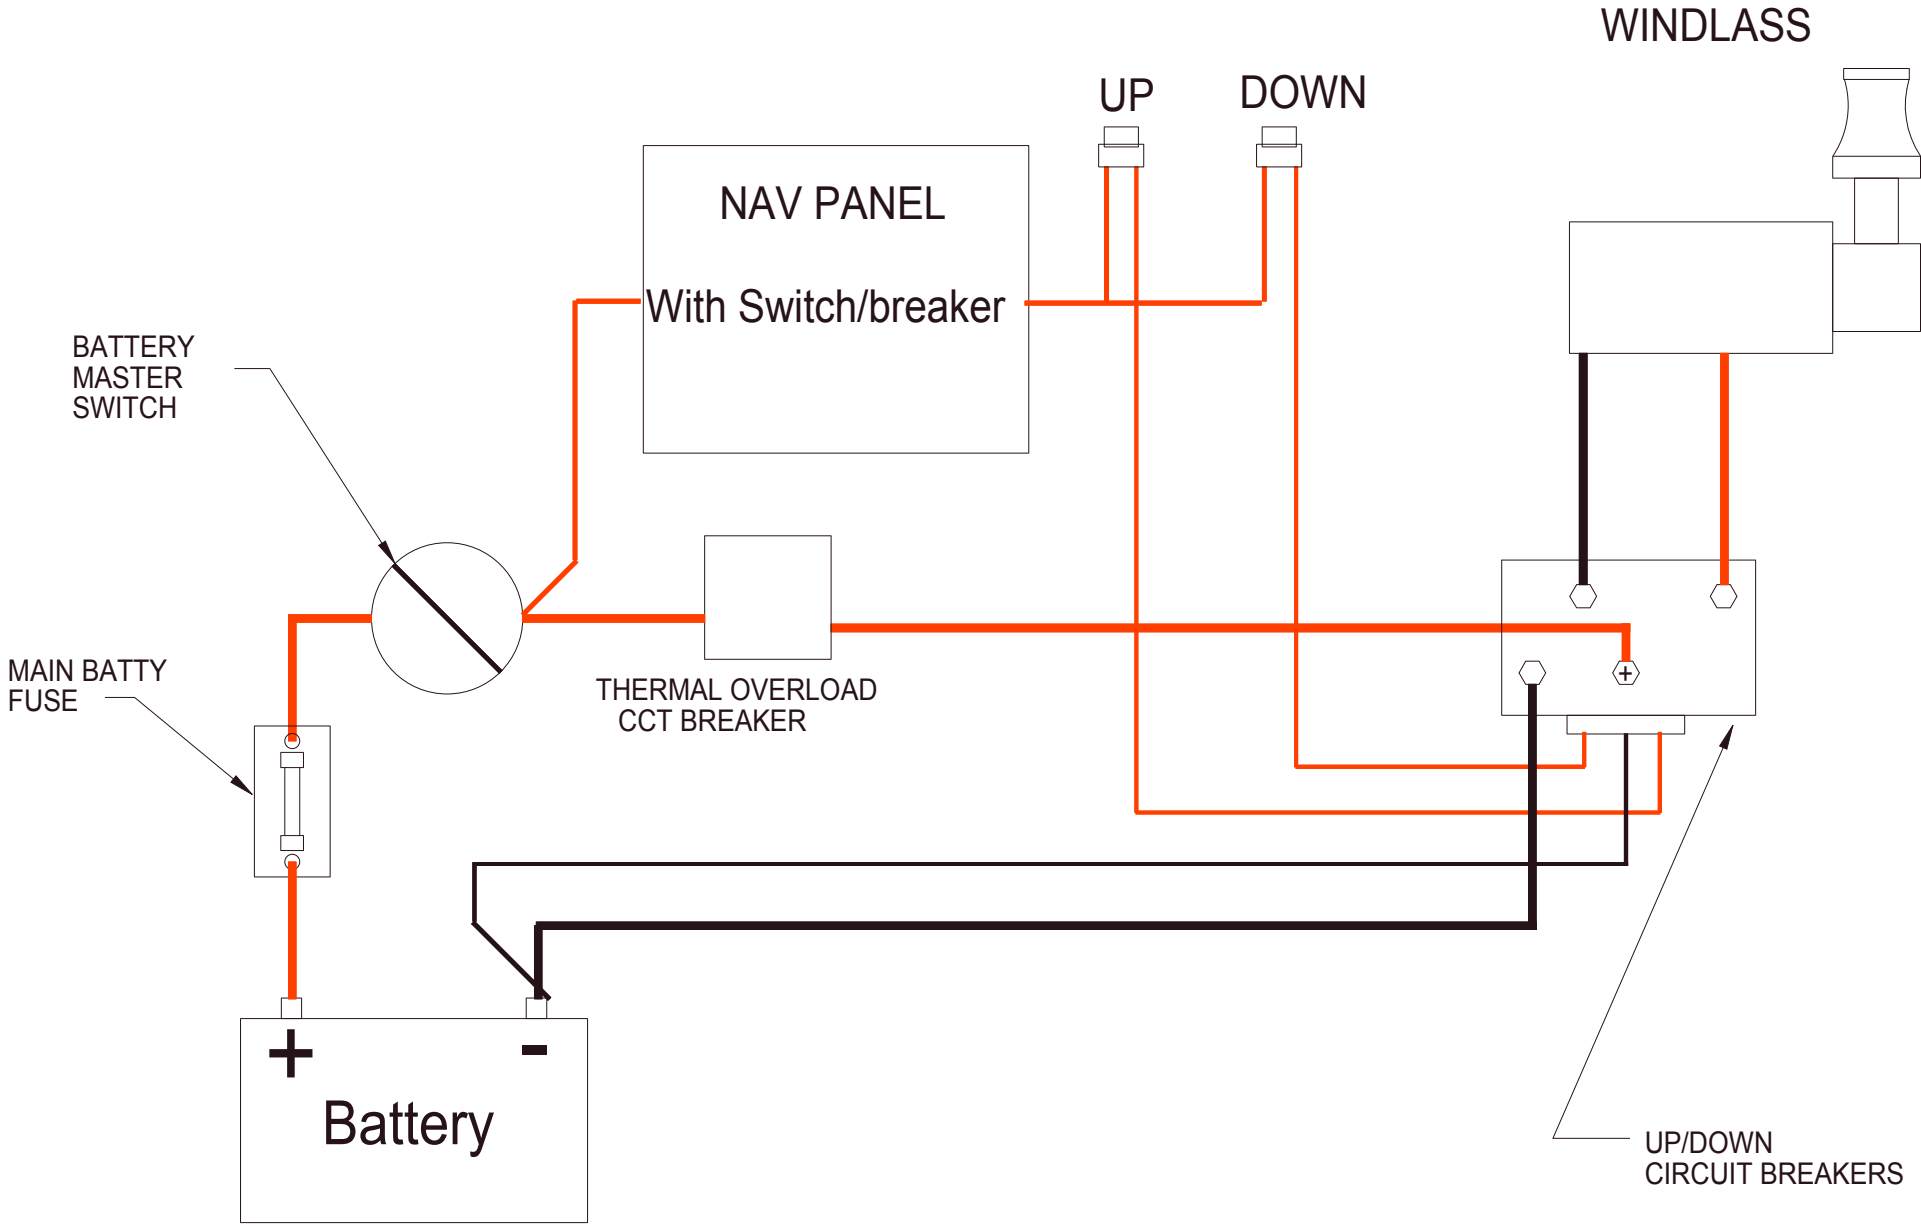 WINDLASS
UP
DOWN
NAV PANEL
With Switch/breaker
BATTERY
MASTER
SWITCH
MAIN BATTY
FUSE
THERMAL OVERLOAD
CCT BREAKER
+
+
-
Battery
UP/DOWN
CIRCUIT BREAKERS